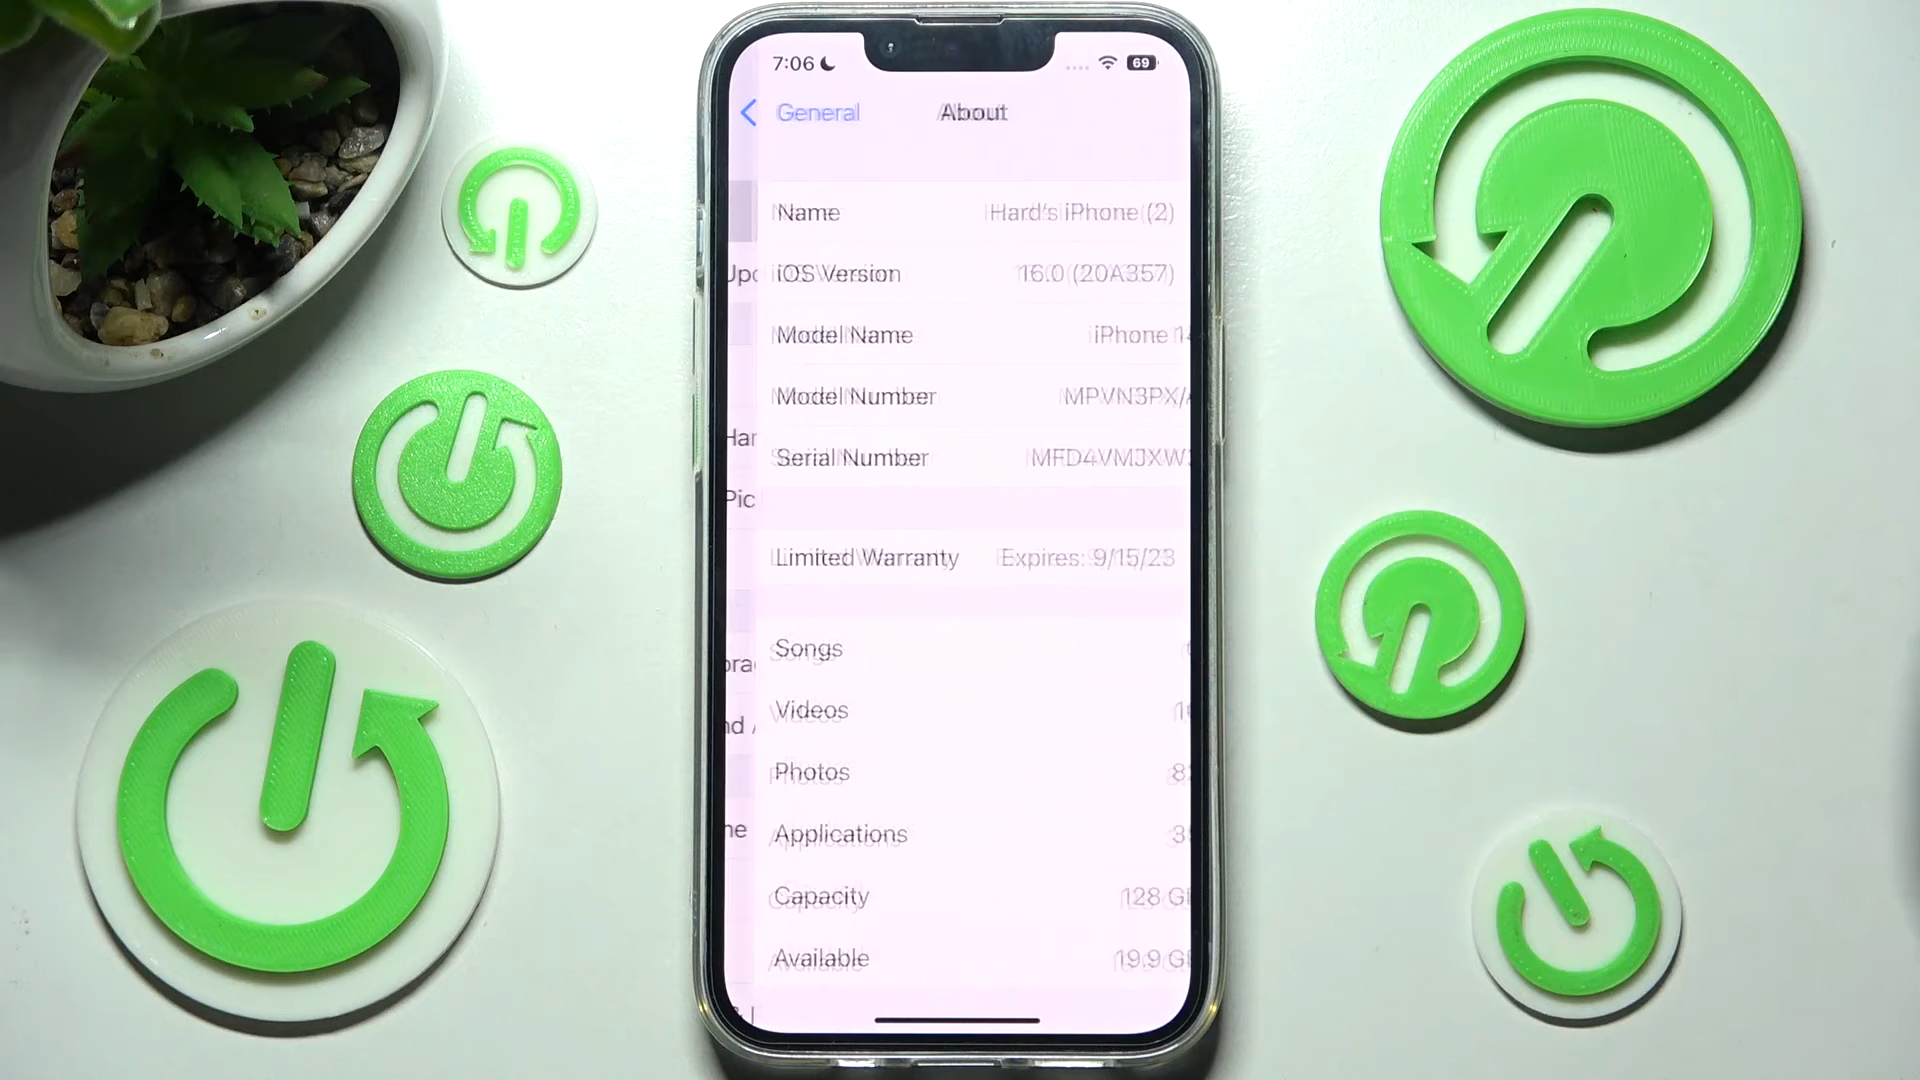 7:06 69
General About
Name Hard's iPhone (2)
iOS Version 16.0 (20A357)
Model Name iPhone 14
Model Number MPVN3PX/A
Serial Number MFD4VMJXW
Limited Warranty Expires: 9/15/23
Songs
Videos
Photos
Applications
Capacity 128 GB
Available 19.9 GB